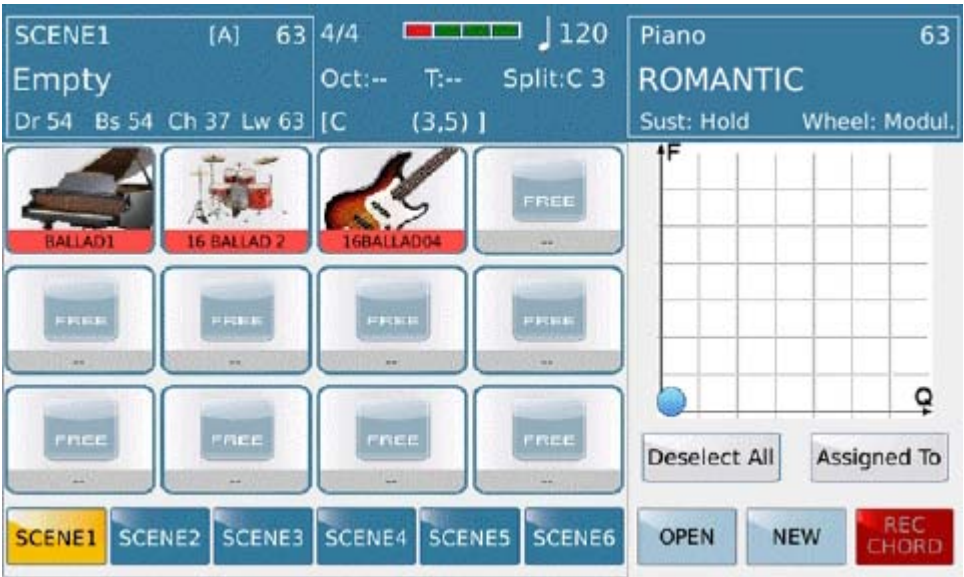 SCENE1 [A] 63
4/4 120
Piano 63
Empty
Oct:-- T:-- Split:C 3
ROMANTIC
Dr 54 Bs 54 Ch 37 Lw 63
[C (3,5) ]
Sust: Hold Wheel: Modul.
F
BALLAD1
16 BALLAD 2
16BALLAD04
FREE
--
FREE
--
FREE
--
FREE
--
FREE
--
FREE
--
FREE
--
FREE
--
FREE
--
Q
Deselect All
Assigned To
SCENE1 SCENE2 SCENE3 SCENE4 SCENE5 SCENE6
OPEN
NEW
REC
CHORD